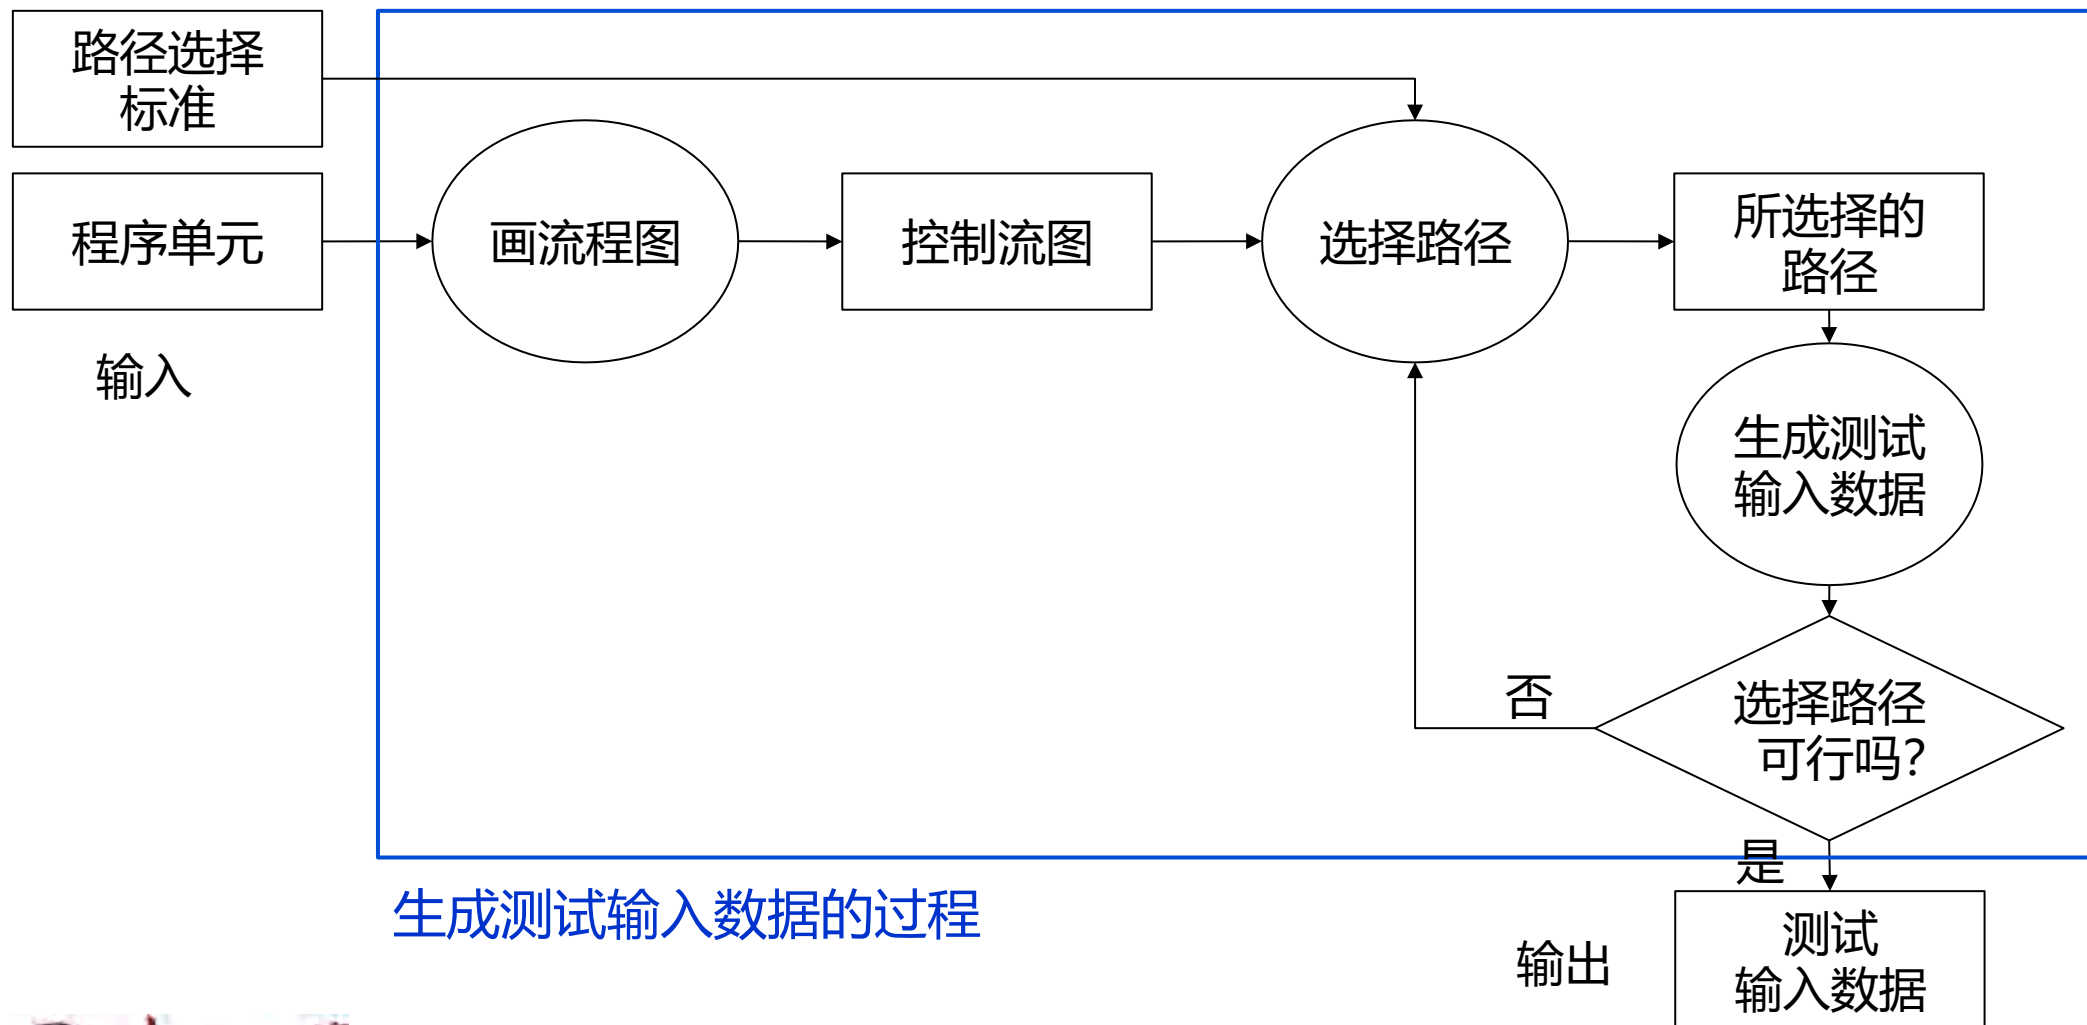 路径选择
标准
程序单元
输入
画流程图
控制流图
选择路径
所选择的
路径
生成测试
输入数据
选择路径
可行吗？
否
是
生成测试输入数据的过程
输出
测试
输入数据